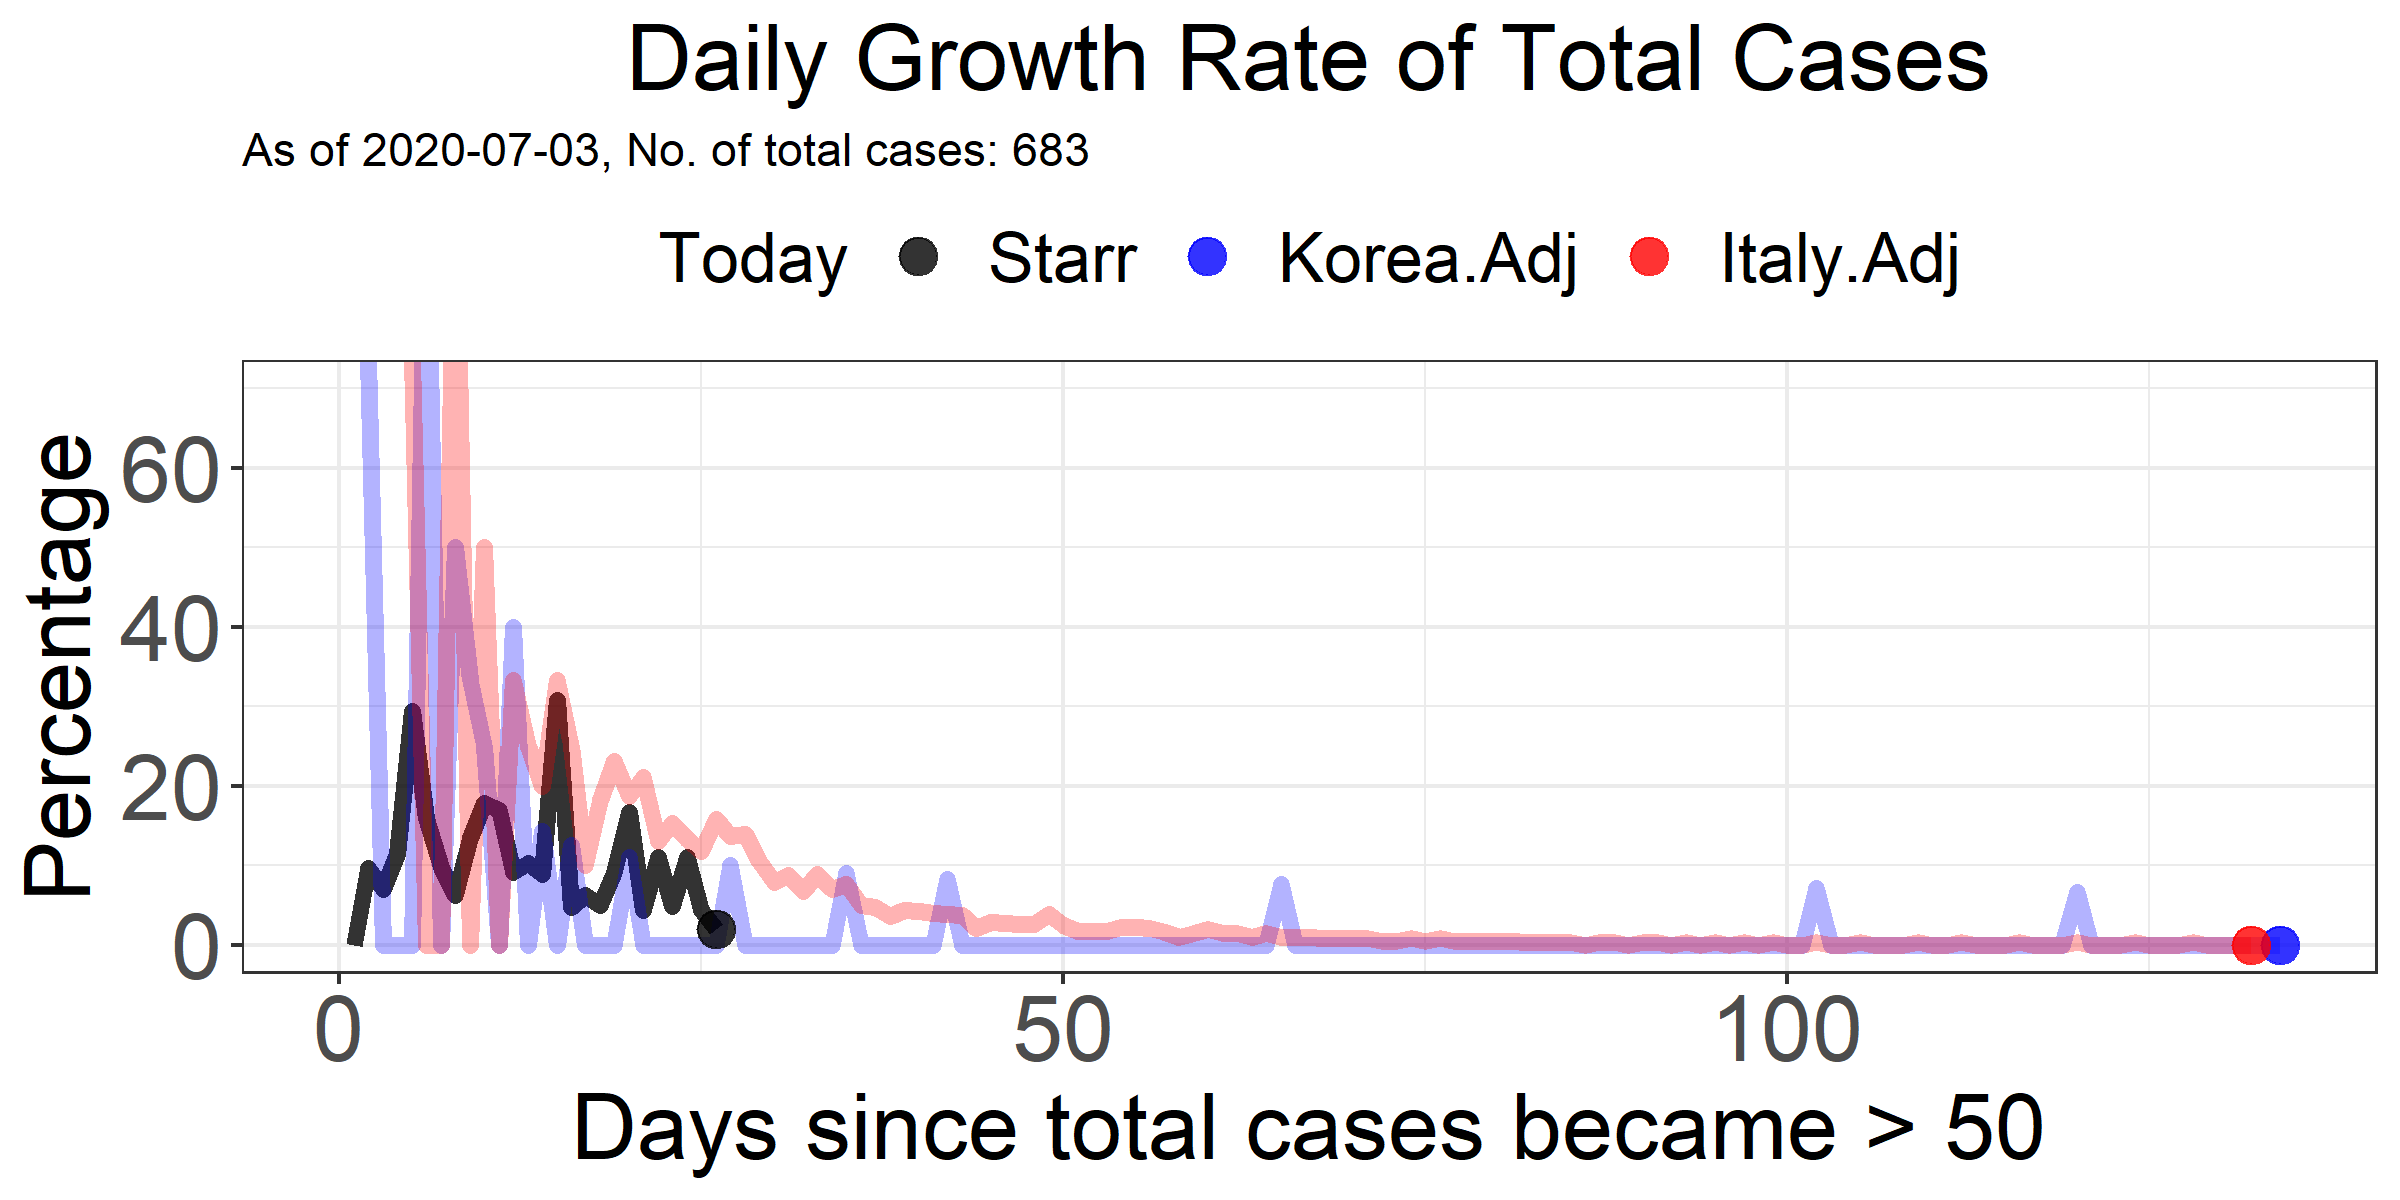 Daily Growth Rate of Total Cases
As of 2020-07-03, No. of total cases: 683
Today Starr Korea.Adj Italy.Adj
Percentage
60
40
20
0
0 50 100
Days since total cases became > 50